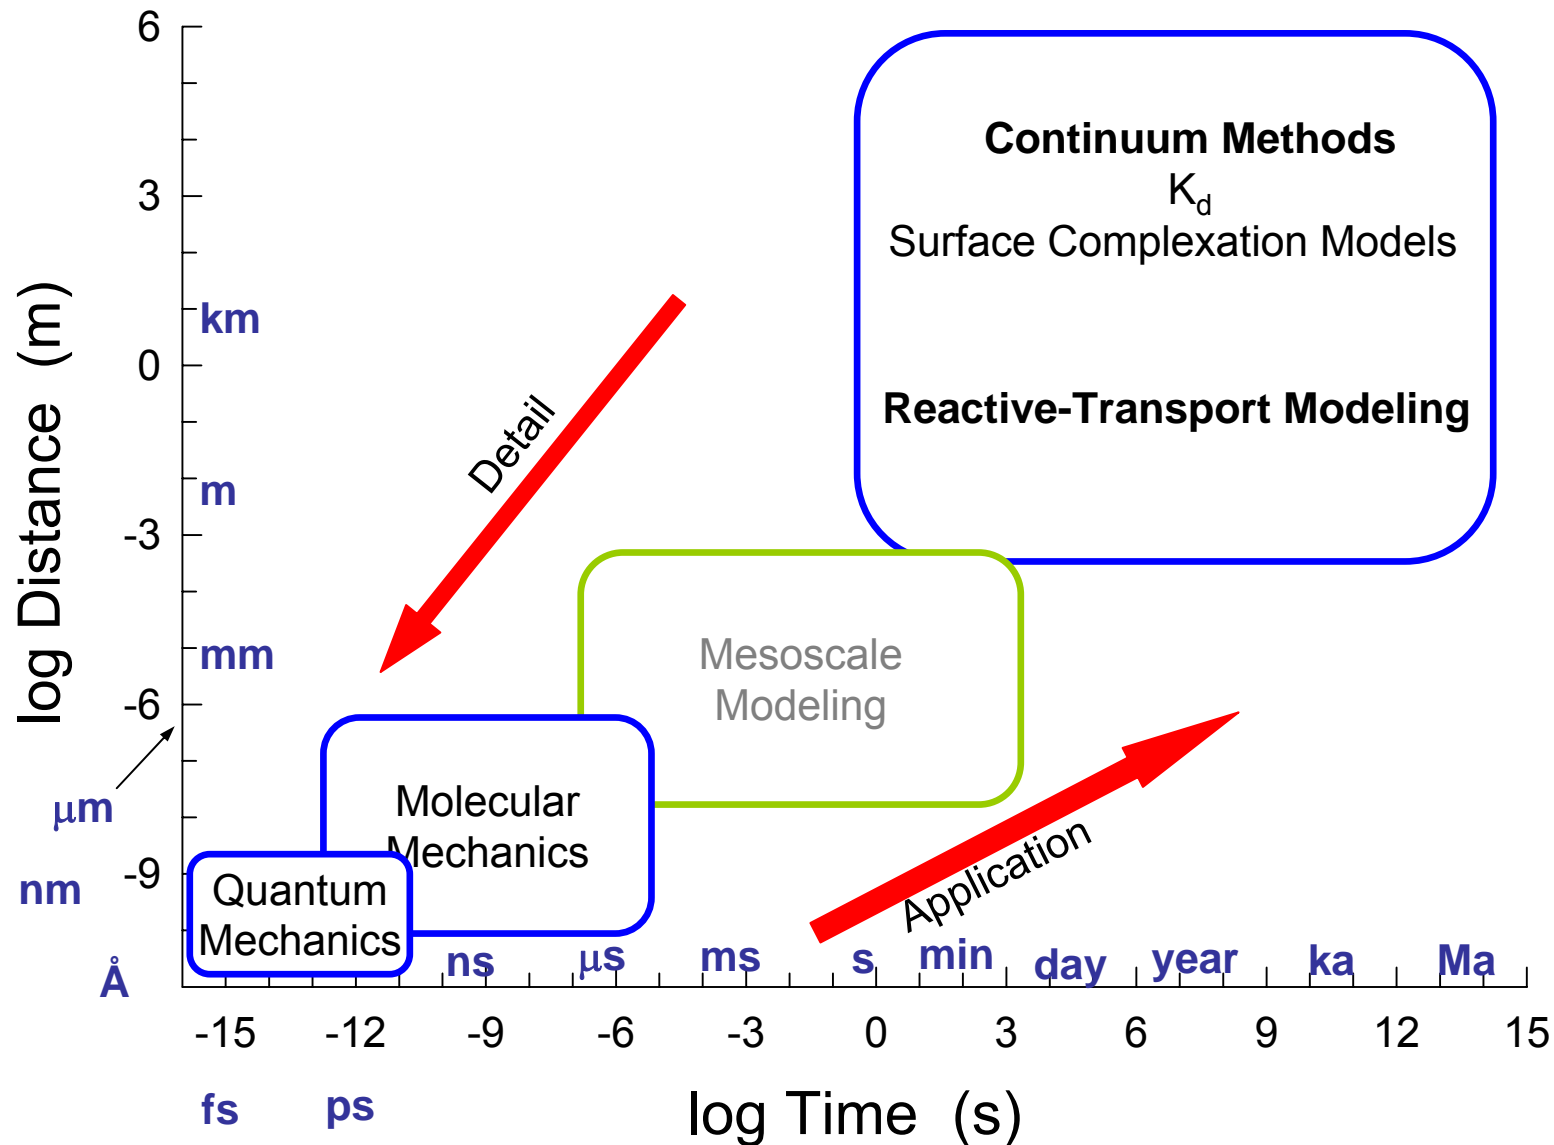 6
3
0
-3
-6
-9
log Distance (m)
km
m
mm
μm
nm
Å
Continuum Methods
Kd
Surface Complexation Models
Reactive-Transport Modeling
Detail
Mesoscale
Modeling
Molecular
Mechanics
Quantum
Mechanics
Application
ns μs ms s min day year ka Ma
-15 -12 -9 -6 -3 0 3 6 9 12 15
fs ps
log Time (s)